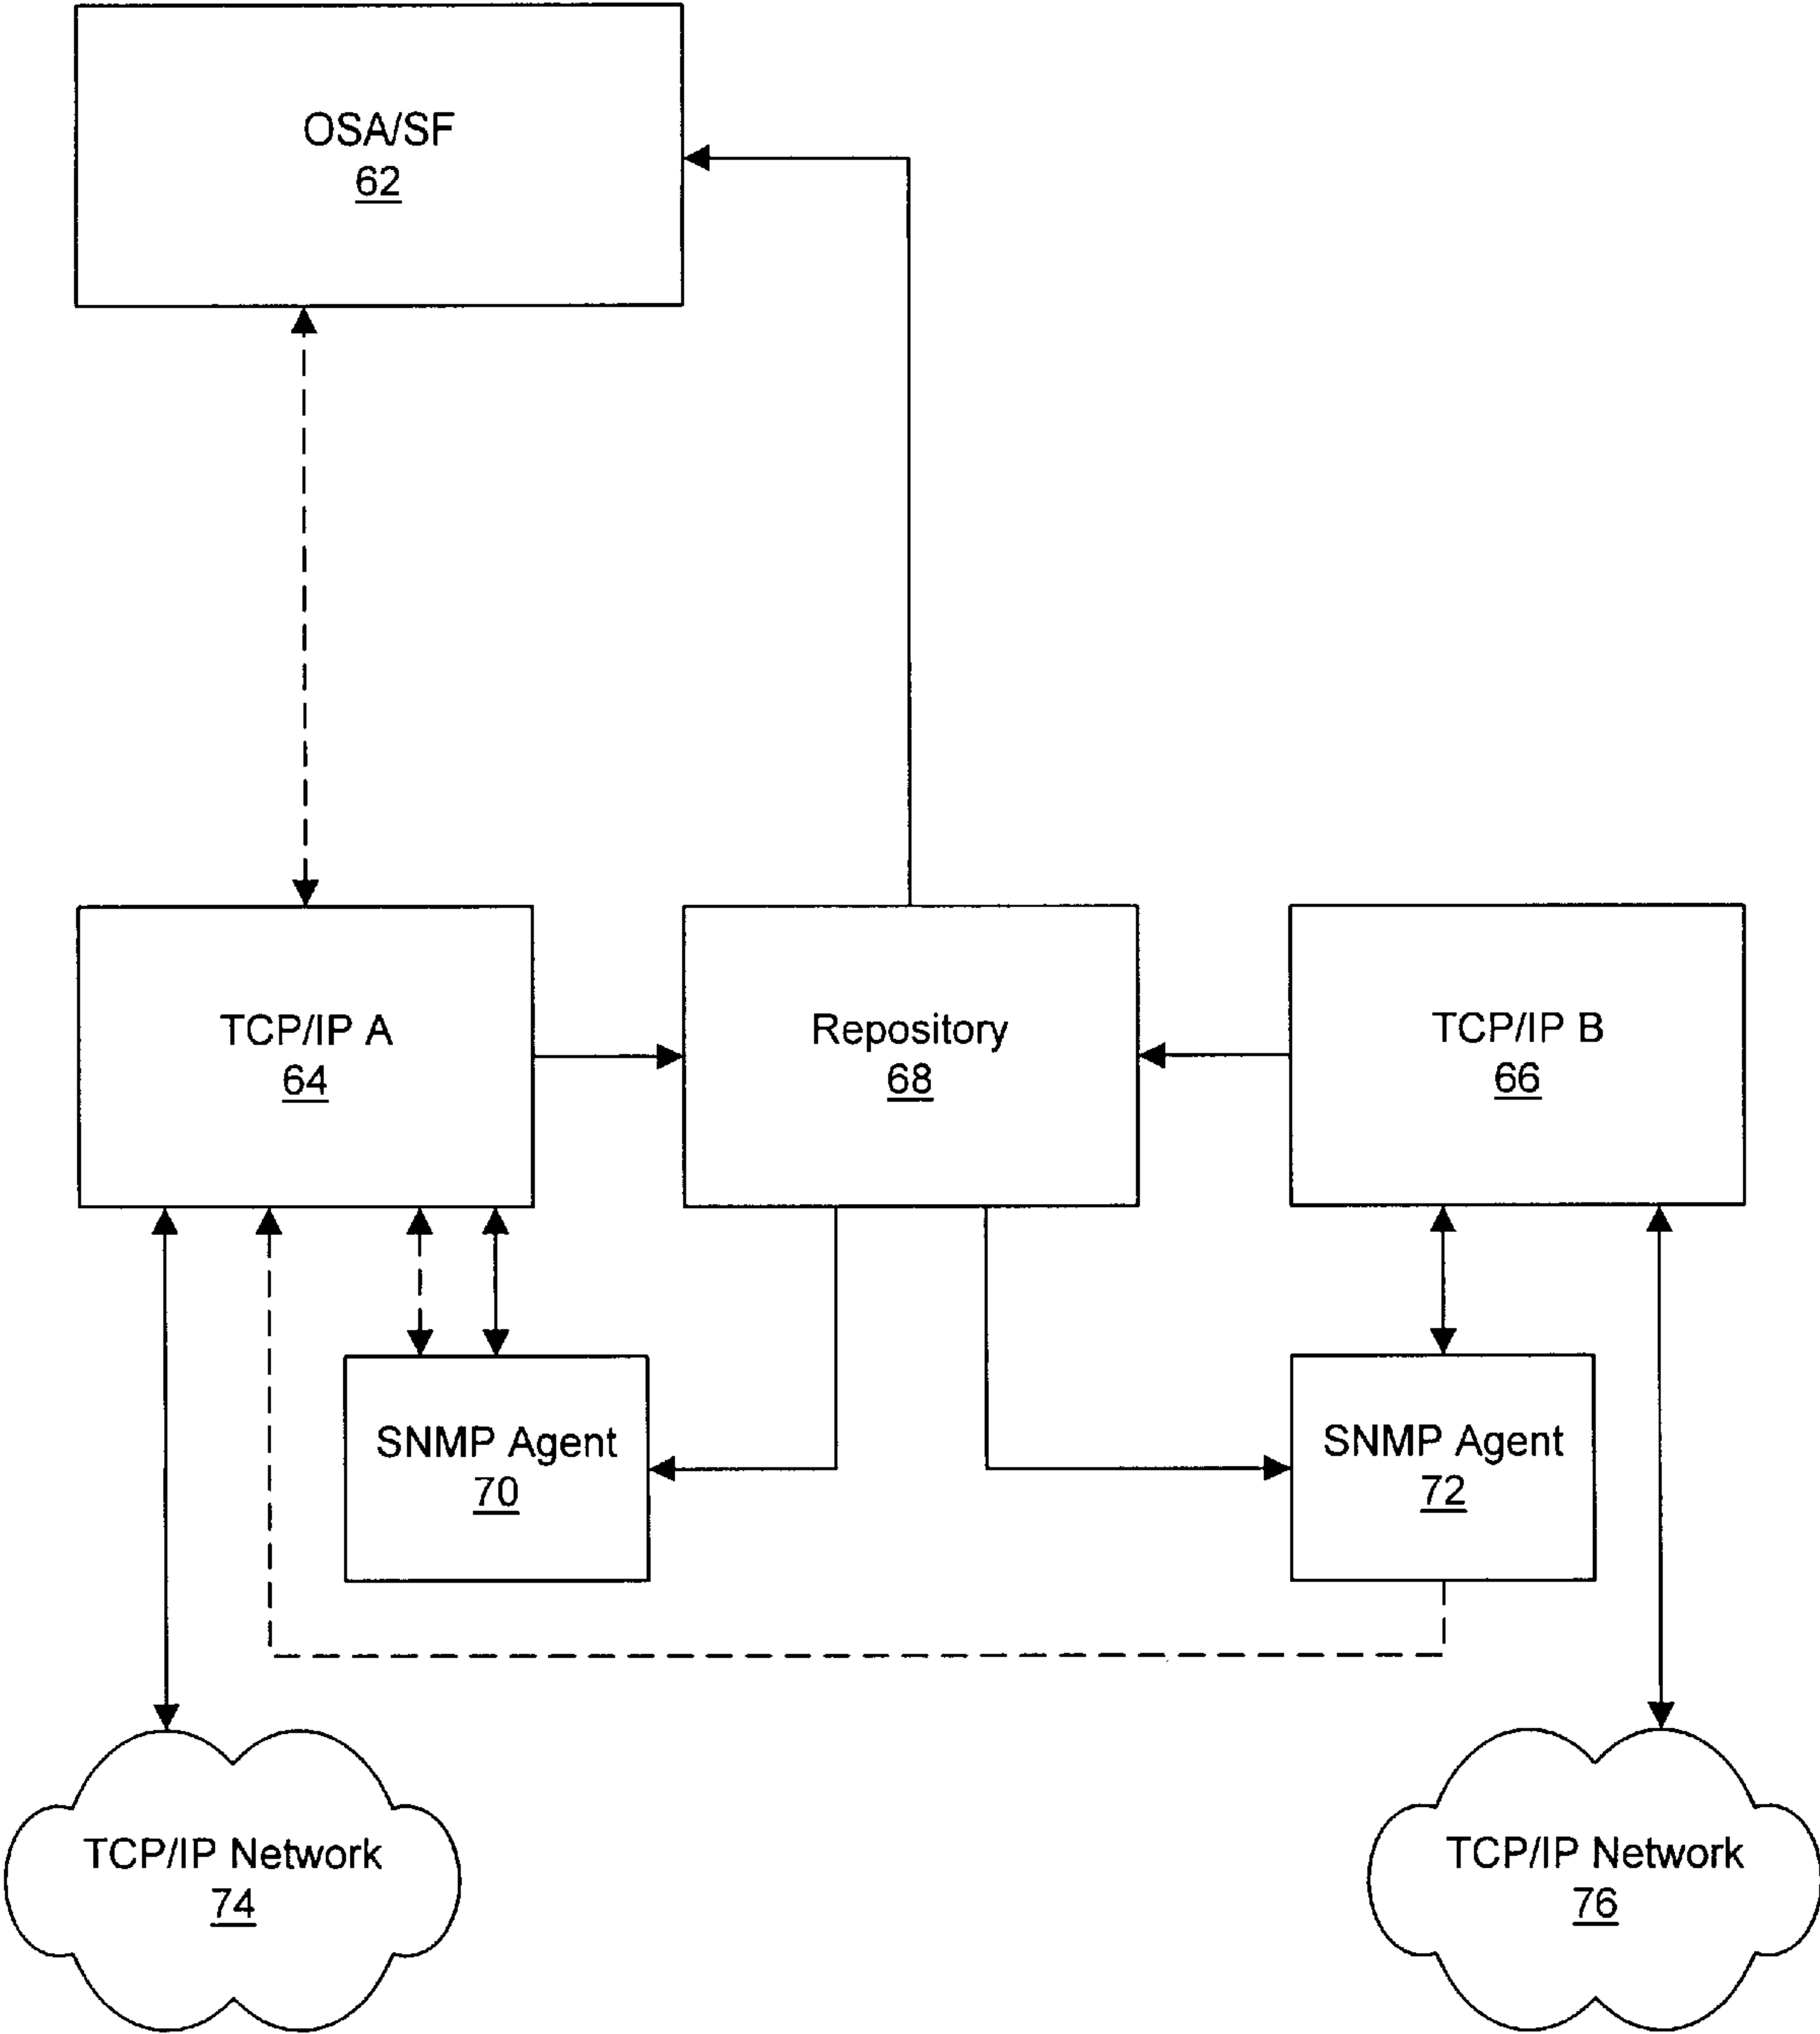 OSA/SF
62
TCP/IP A
64
Repository
68
TCP/IP B
66
SNMP Agent
70
SNMP Agent
72
TCP/IP Network
74
TCP/IP Network
76